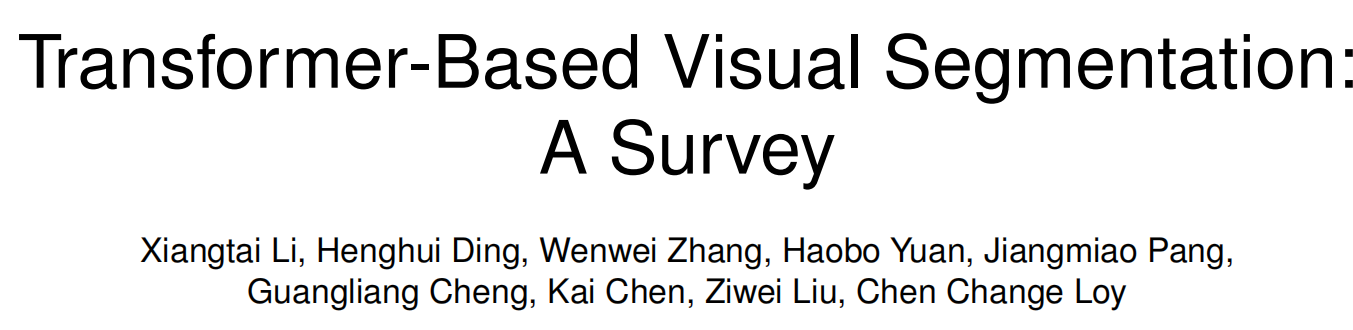 Transformer-Based Visual Segmentation:
A Survey
Xiangtai Li, Henghui Ding, Wenwei Zhang, Haobo Yuan, Jiangmiao Pang,
Guangliang Cheng, Kai Chen, Ziwei Liu, Chen Change Loy